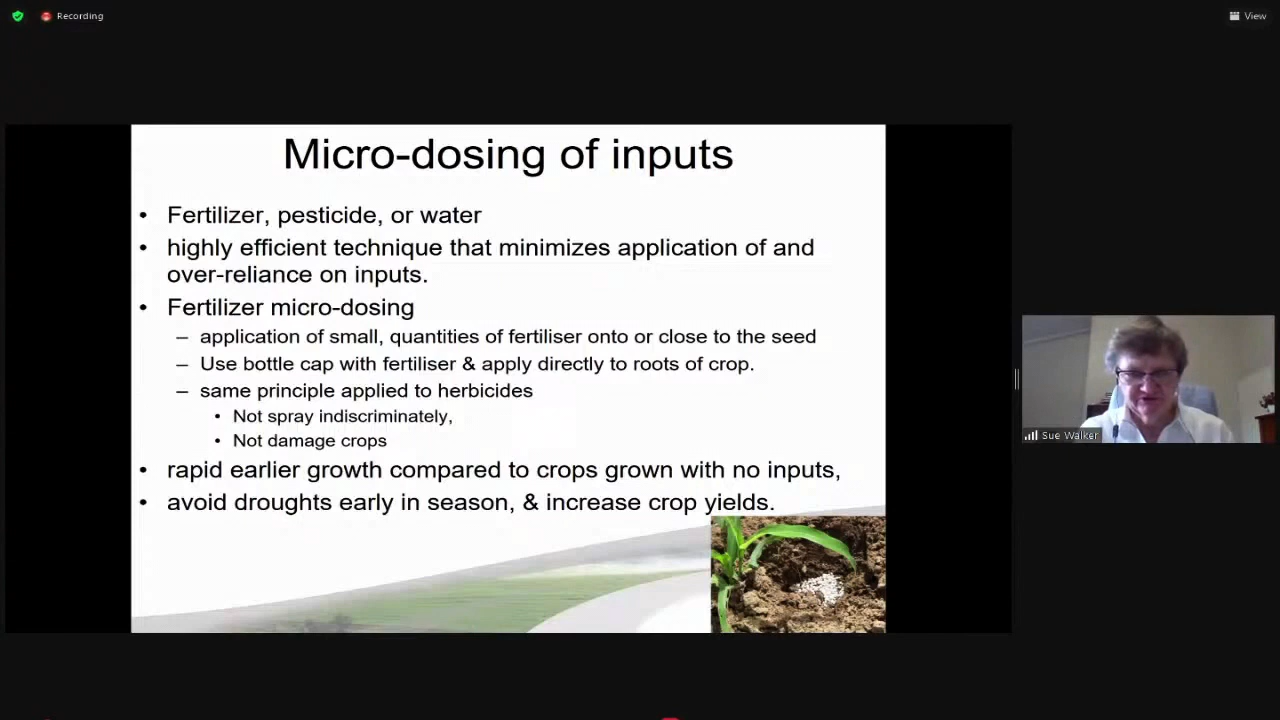 Recording
View
Micro-dosing of inputs
• Fertilizer, pesticide, or water
• highly efficient technique that minimizes application of and
over-reliance on inputs.
• Fertilizer micro-dosing
– application of small, quantities of fertiliser onto or close to the seed
– Use bottle cap with fertiliser & apply directly to roots of crop.
– same principle applied to herbicides
• Not spray indiscriminately,
• Not damage crops
• rapid earlier growth compared to crops grown with no inputs,
• avoid droughts early in season, & increase crop yields.
Sue Walker